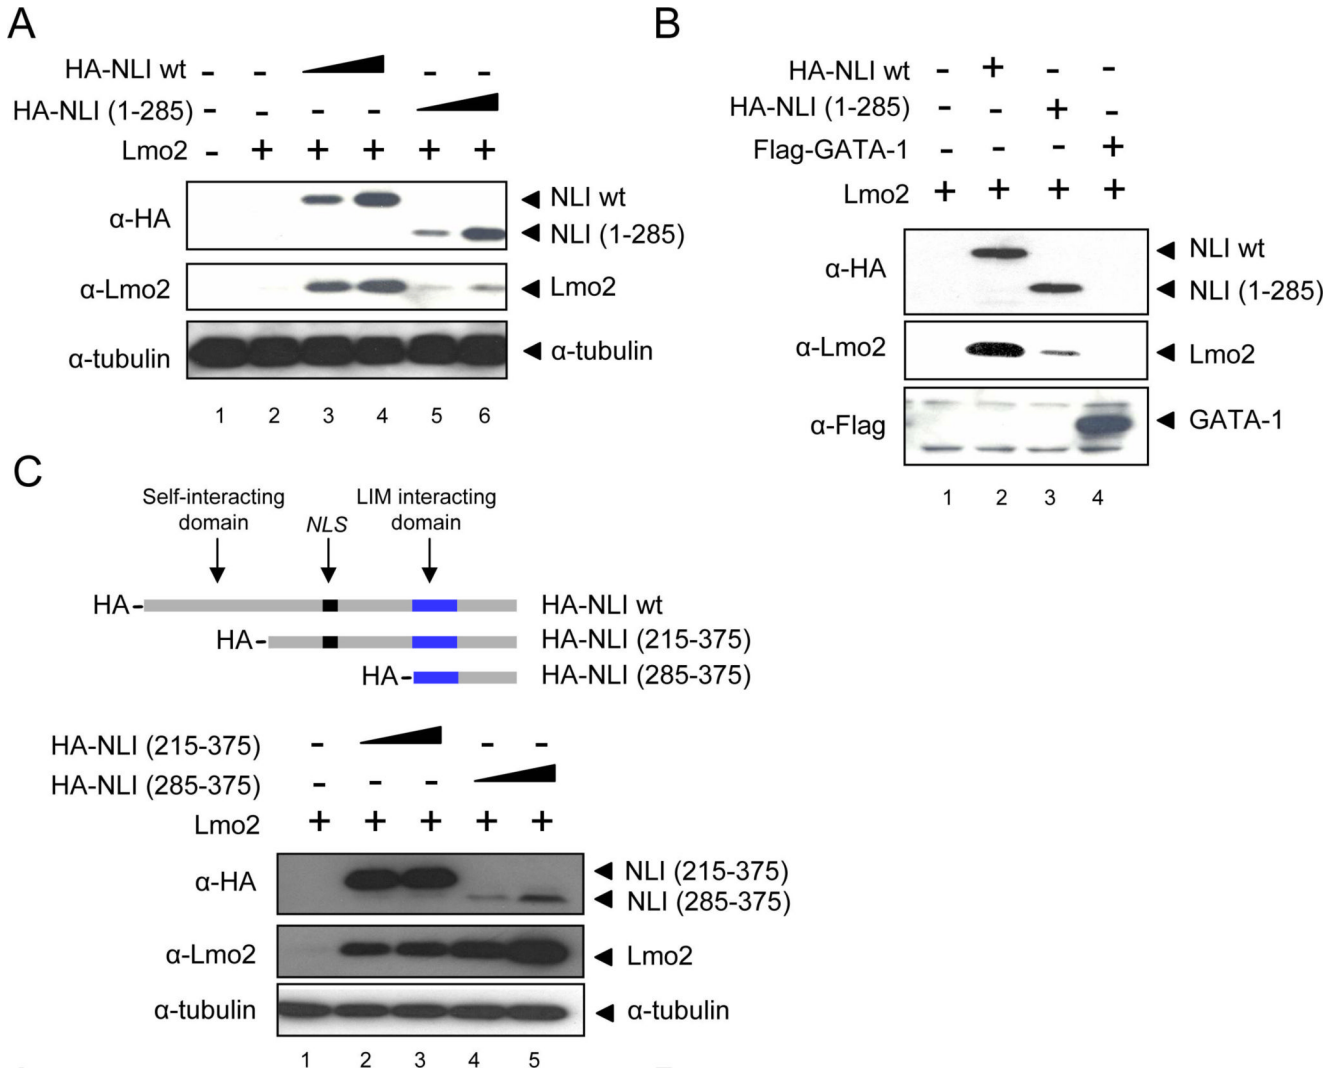 A
HA-NLI wt - - - -
HA-NLI (1-285) - - - -
Lmo2 - + + + + +
α-HA
NLI wt
NLI (1-285)
α-Lmo2
Lmo2
α-tubulin
α-tubulin
1 2 3 4 5 6
B
HA-NLI wt - + - -
HA-NLI (1-285) - - + -
Flag-GATA-1 - - - +
Lmo2 + + + +
α-HA
NLI wt
NLI (1-285)
α-Lmo2
Lmo2
α-Flag
GATA-1
1 2 3 4
C
Self-interacting
domain
NLS
LIM interacting
domain
HA- HA-NLI wt
HA- HA-NLI (215-375)
HA- HA-NLI (285-375)
HA-NLI (215-375) - - -
HA-NLI (285-375) - - -
Lmo2 + + + + +
α-HA
NLI (215-375)
NLI (285-375)
α-Lmo2
Lmo2
α-tubulin
α-tubulin
1 2 3 4 5